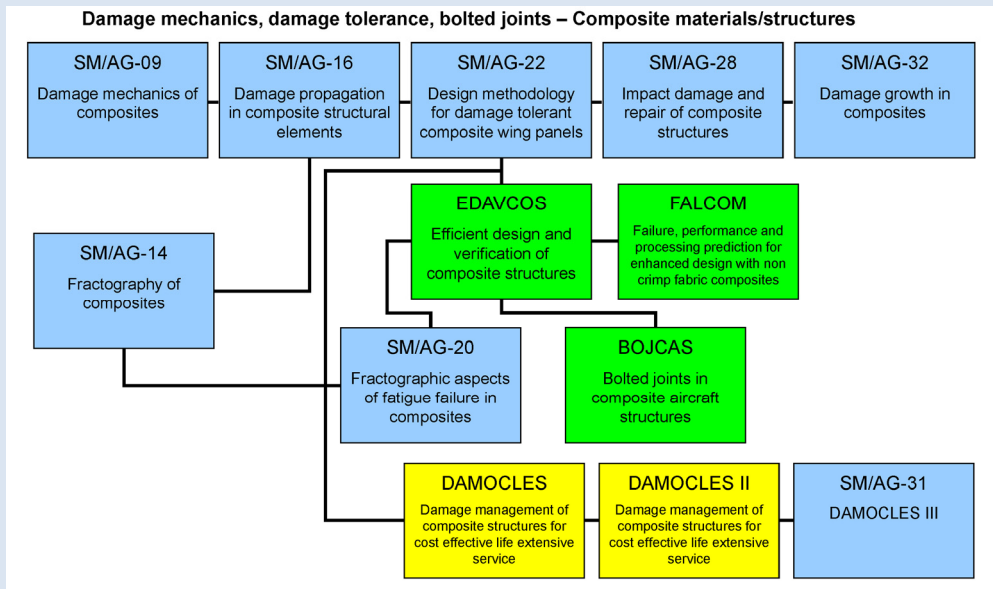 Damage mechanics, damage tolerance, bolted joints – Composite materials/structures
SM/AG-09
Damage mechanics of
composites
SM/AG-16
Damage propagation
in composite structural
elements
SM/AG-22
Design methodology
for damage tolerant
composite wing panels
SM/AG-28
Impact damage and
repair of composite
structures
SM/AG-32
Damage growth in
composites
EDAVCOS
Efficient design and
verification of
composite structures
FALCOM
Failure, performance and
processing prediction for
enhanced design with non
crimp fabric composites
SM/AG-14
Fractography of
composites
SM/AG-20
Fractographic aspects
of fatigue failure in
composites
BOJCAS
Bolted joints in
composite aircraft
structures
DAMOCLES
Damage management of
composite structures for
cost effective life extensive
service
DAMOCLES II
Damage management of
composite structures for
cost effective life extensive
service
SM/AG-31
DAMOCLES III